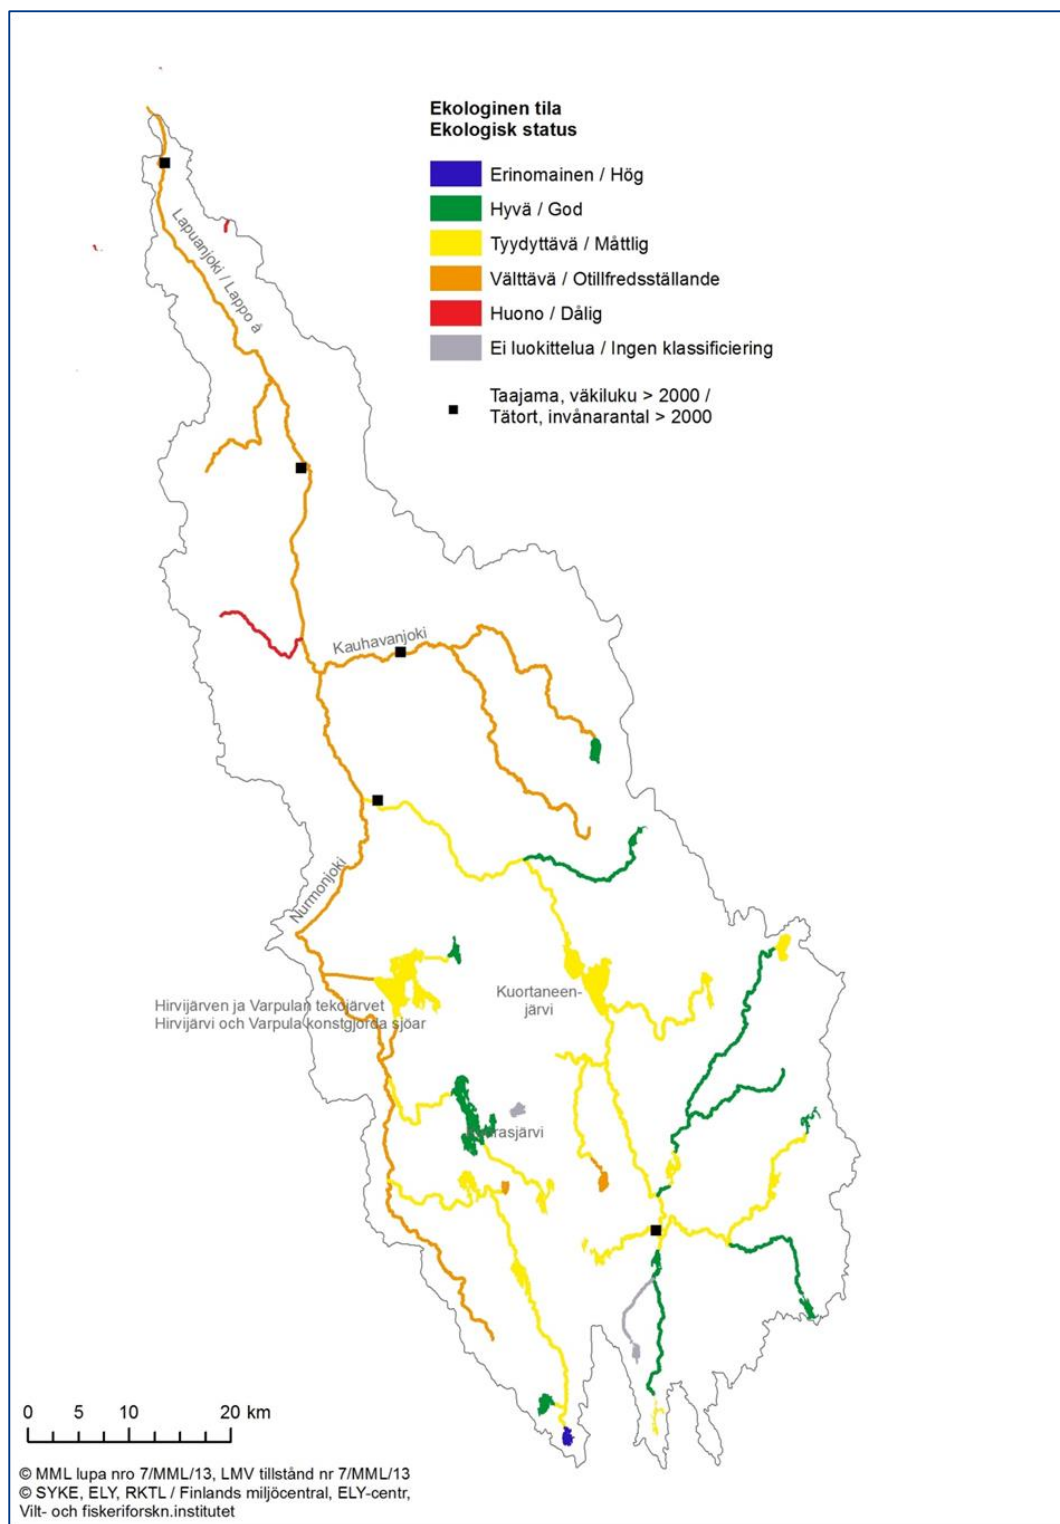 Ekologinen tila
Ekologisk status
Erinomainen / Hög
Hyvä / God
Tyydyttävä / Måttlig
Välttävä / Otillfredsställande
Huono / Dålig
Ei luokittelua / Ingen klassificiering
Taajama, väkiluku > 2000 /
Tätort, invånarantal > 2000
Lapuanjoki / Lappo å
Kauhavanjoki
Nurmonjoki
Hirvijärven ja Varpulan tekojärvet
Hirvijärvi och Varpula konstgjorda sjöar
Kuortaneen-
järvi
0 5 10 20 km
© MML lupa nro 7/MML/13, LMV tillstånd nr 7/MML/13
© SYKE, ELY, RKTL / Finlands miljöcentral, ELY-centr,
Vilt- och fiskeriforskn.institutet